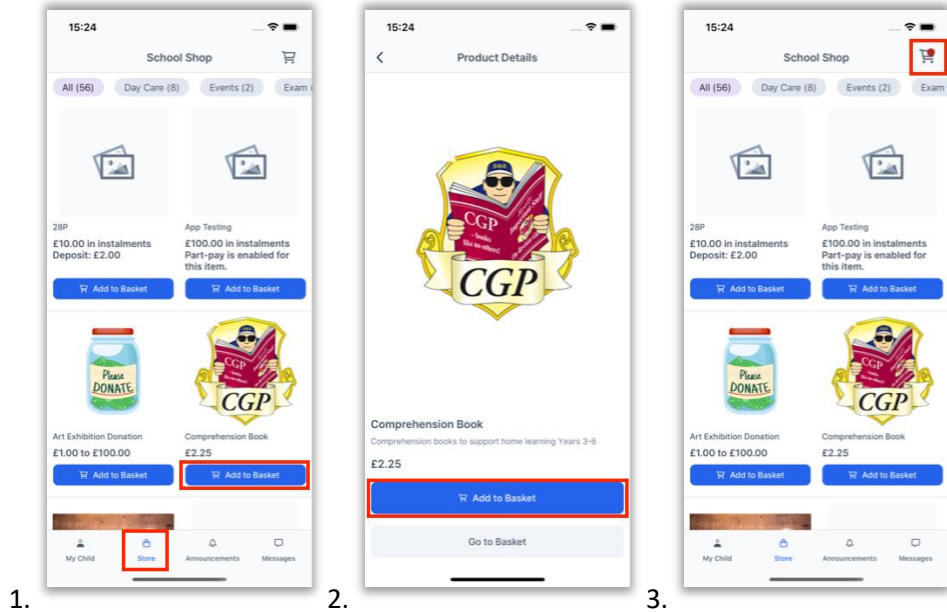 15:24
School Shop
All (56) Day Care (8) Events (2) Exam
28P
App Testing
£10.00 in instalments
Deposit: £2.00
£100.00 in instalments
Part-pay is enabled for
this item.
Add to Basket
Add to Basket
Please
DONATE
CGP
CGP
Art Exhibition Donation
Comprehension Book
£1.00 to £100.00
£2.25
Add to Basket
Add to Basket
My Child Store Announcements Messages
1.
15:24
Product Details
CGP
- books
like no others!
CGP
Comprehension Book
Comprehension books to support home learning Years 3-6
£2.25
Add to Basket
Go to Basket
2.
15:24
School Shop
All (56) Day Care (8) Events (2) Exam
28P
App Testing
£10.00 in instalments
Deposit: £2.00
£100.00 in instalments
Part-pay is enabled for
this item.
Add to Basket
Add to Basket
Please
DONATE
CGP
CGP
Art Exhibition Donation
Comprehension Book
£1.00 to £100.00
£2.25
Add to Basket
Add to Basket
My Child Store Announcements Messages
3.